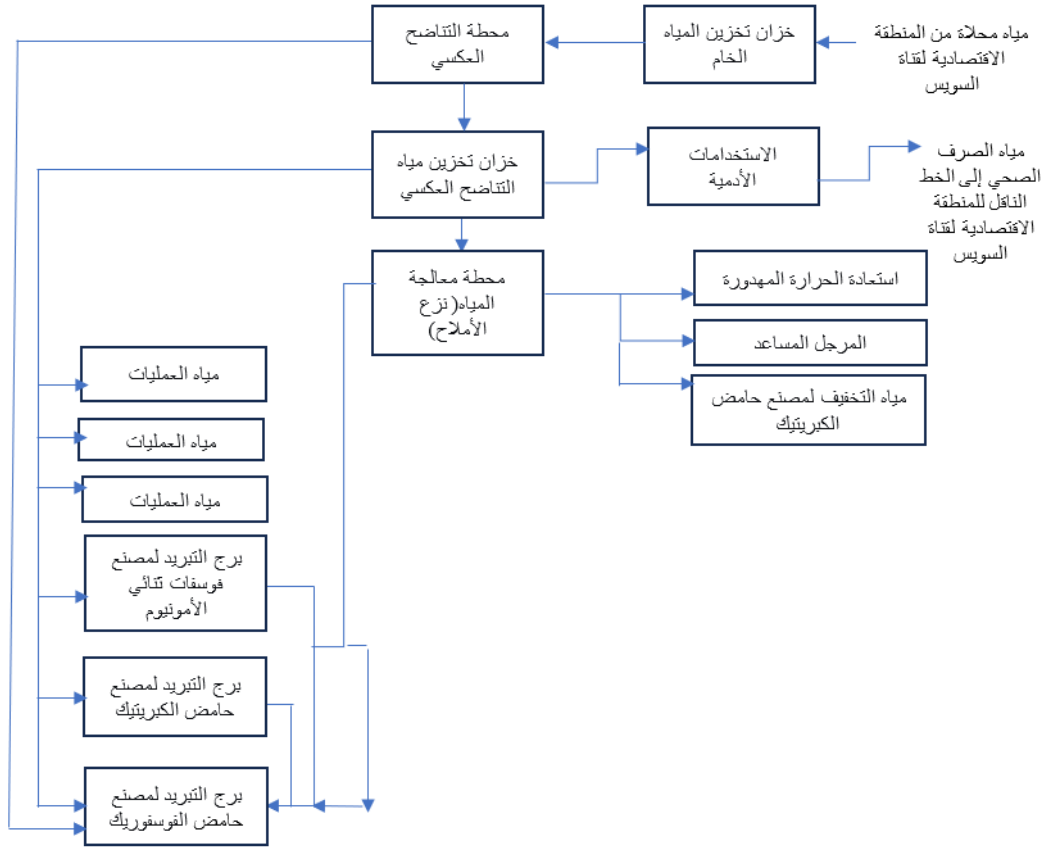 مياه محلاة من المنطقة
الاقتصادية لقناة
السويس
خزان تخزين المياه
الخام
محطة التناضح
العكسي
خزان تخزين مياه
التناضح العكسي
الاستخدامات
الأدمية
مياه الصرف
الصحي إلى الخط
الناقل للمنطقة
الاقتصادية لقناة
السويس
محطة معالجة
المياه(نزع
الأملاح)
استعادة الحرارة المهدورة
المرجل المساعد
مياه التخفيف لمصنع حامض
الكبريتيك
مياه العمليات
مياه العمليات
مياه العمليات
برج التبريد لمصنع
فوسفات ثنائي
الأمونيوم
برج التبريد لمصنع
حامض الكبريتيك
برج التبريد لمصنع
حامض الفوسفوريك